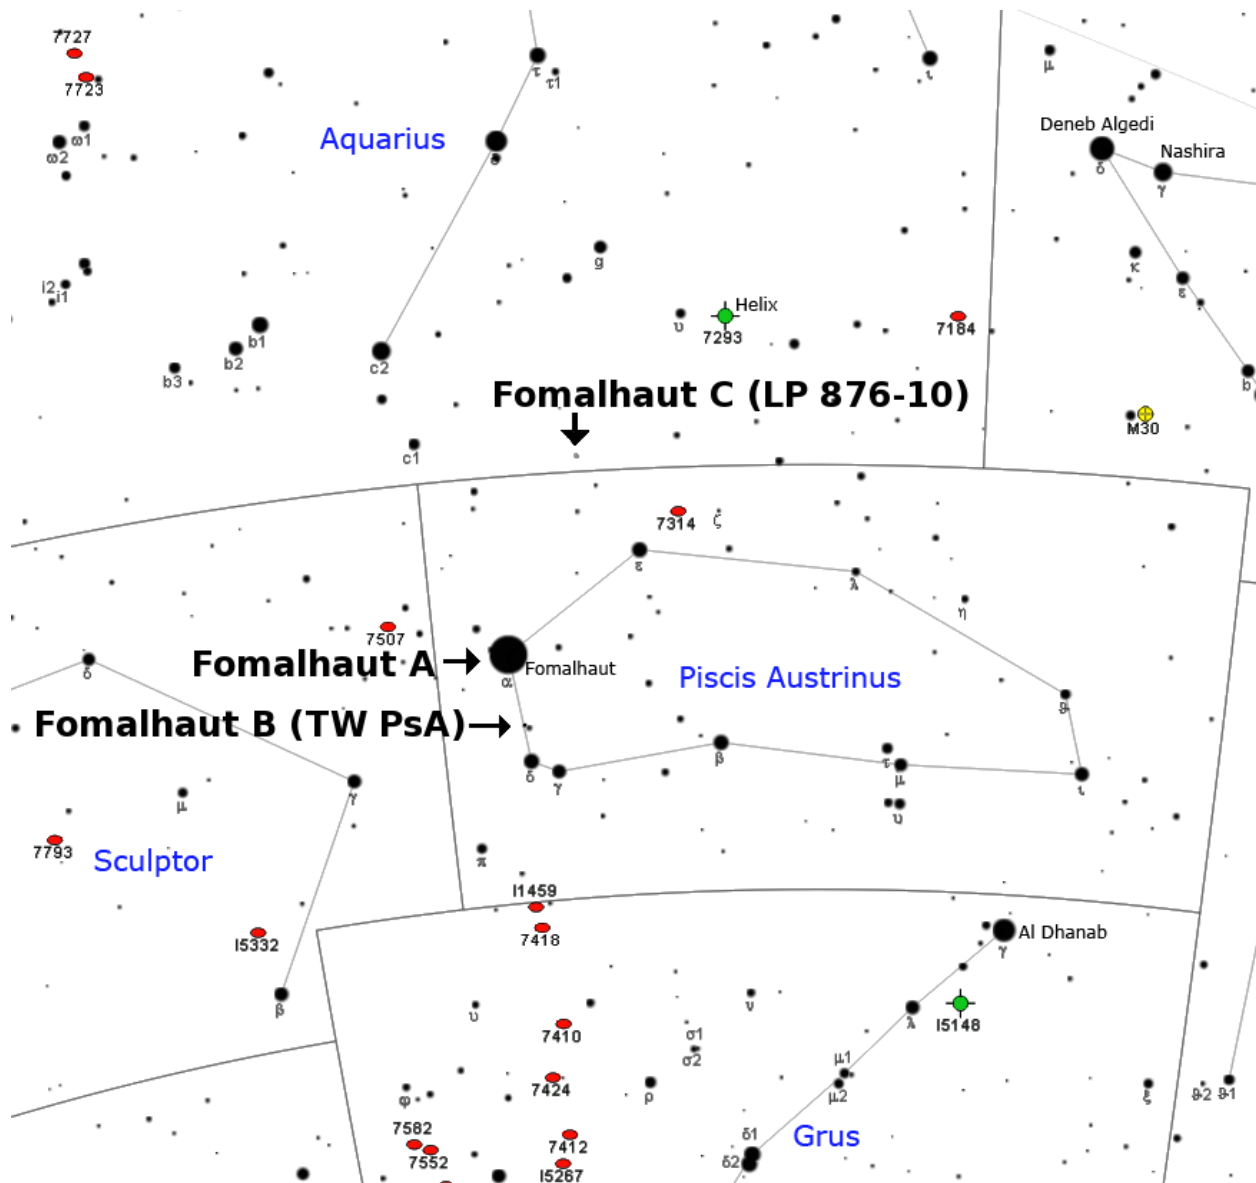 7727
7723
ω1
ω2
τ
τ1
ι
μ
Aquarius
Deneb Algedi
Nashira
δ
γ
g
κ
ε
i2
i1
υ
Helix
7293
7184
b1
b2
b3
c2
b
Fomalhaut C (LP 876-10)
M30
c1
7314
ζ
ε
λ
η
7507
Fomalhaut A
Fomalhaut
α
δ
Piscis Austrinus
Fomalhaut B (TW PsA)
ϑ
δ
γ
β
τ
μ
ι
υ
μ
γ
7793
Sculptor
π
I1459
7418
I5332
Al Dhanab
γ
β
υ
ν
λ
I5148
7410
σ1
σ2
μ1
μ2
7424
ρ
φ
ξ
ϑ2
ϑ1
7582
7552
7412
I5267
δ1
δ2
Grus